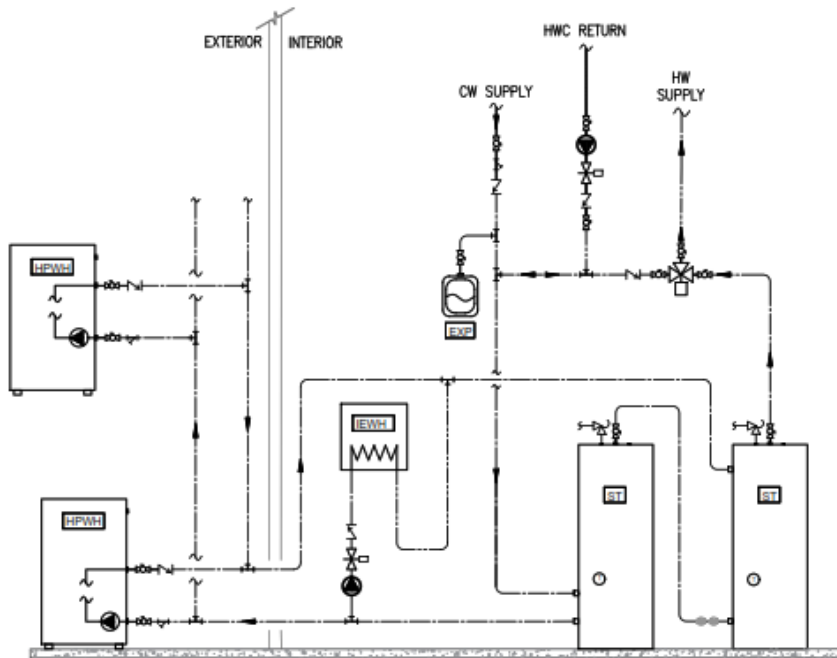 HWC RETURN
EXTERIOR INTERIOR
HW
SUPPLY
CW SUPPLY
HPWH
EXP
IEWH
ST
ST
HPWH
T
T